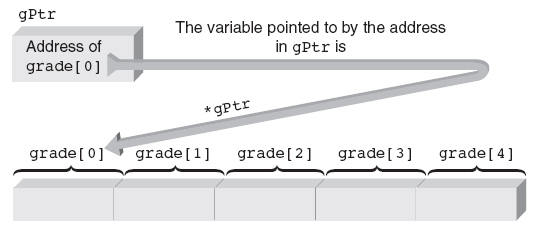 gPtr
Address of
grade[0]
The variable pointed to by the address
in gPtr is
*gPtr
grade[0] grade[1] grade[2] grade[3] grade[4]